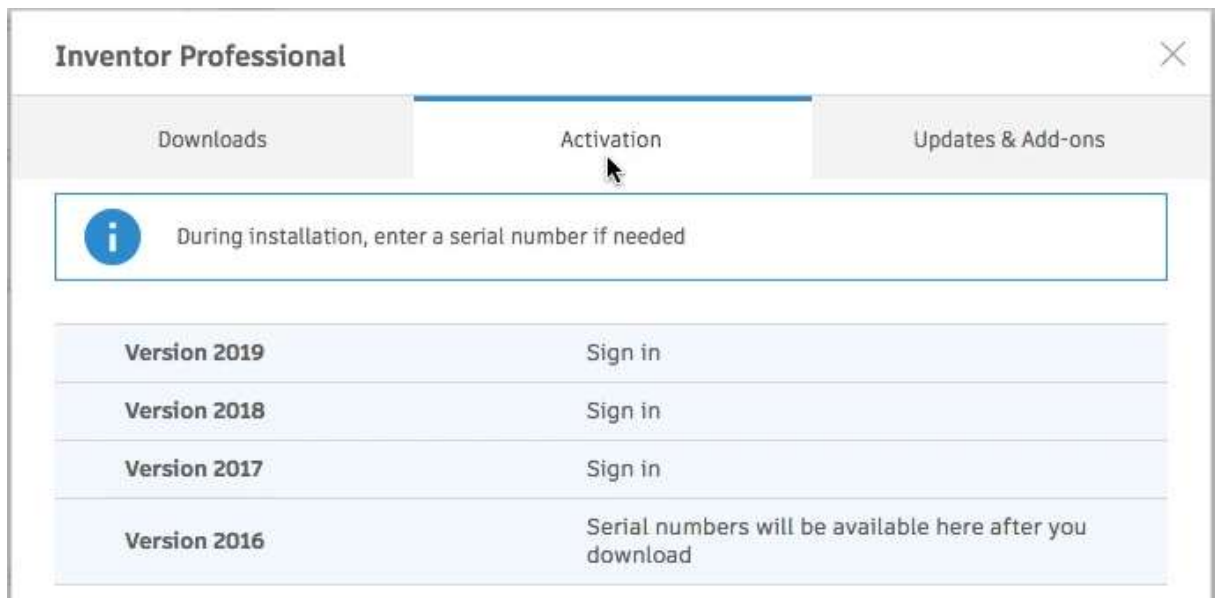 Inventor Professional
Downloads
Activation
Updates & Add-ons
During installation, enter a serial number if needed
Version 2019 Sign in
Version 2018 Sign in
Version 2017 Sign in
Version 2016 Serial numbers will be available here after you
download